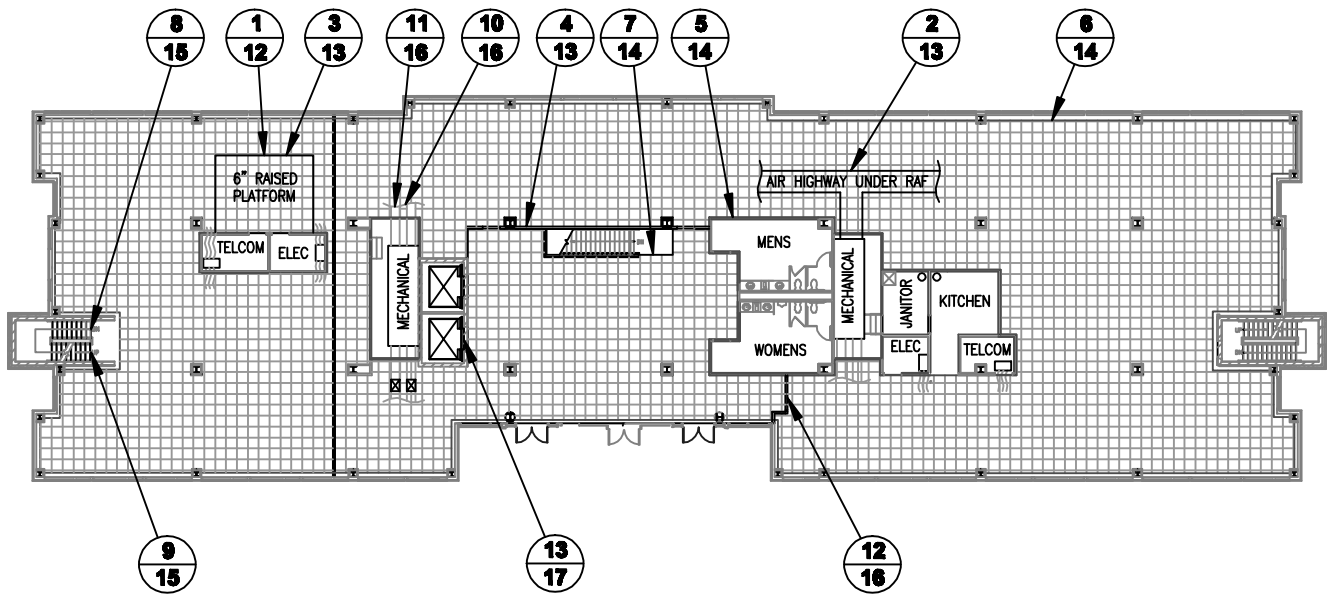 8
15
1
12
3
13
11
16
10
16
4
13
7
14
5
14
2
13
6
14
6" RAISED
PLATFORM
AIR HIGHWAY UNDER RAF
TELCOM
ELEC
MECHANICAL
MENS
MECHANICAL
JANITOR
KITCHEN
WOMENS
ELEC
TELCOM
9
15
13
17
12
16